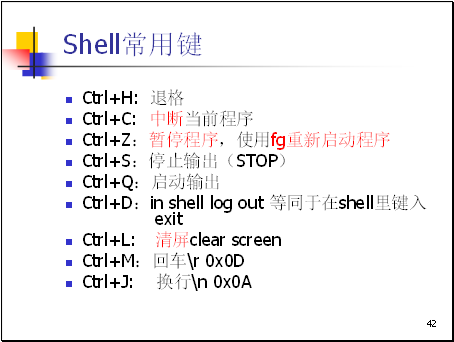 Shell常用键
Ctrl+H: 退格
Ctrl+C: 中断当前程序
Ctrl+Z：暂停程序，使用fg重新启动程序
Ctrl+S：停止输出（STOP）
Ctrl+Q：启动输出
Ctrl+D：in shell log out 等同于在shell里键入
exit
Ctrl+L: 清屏clear screen
Ctrl+M：回车\r 0x0D
Ctrl+J: 换行\n 0x0A
42